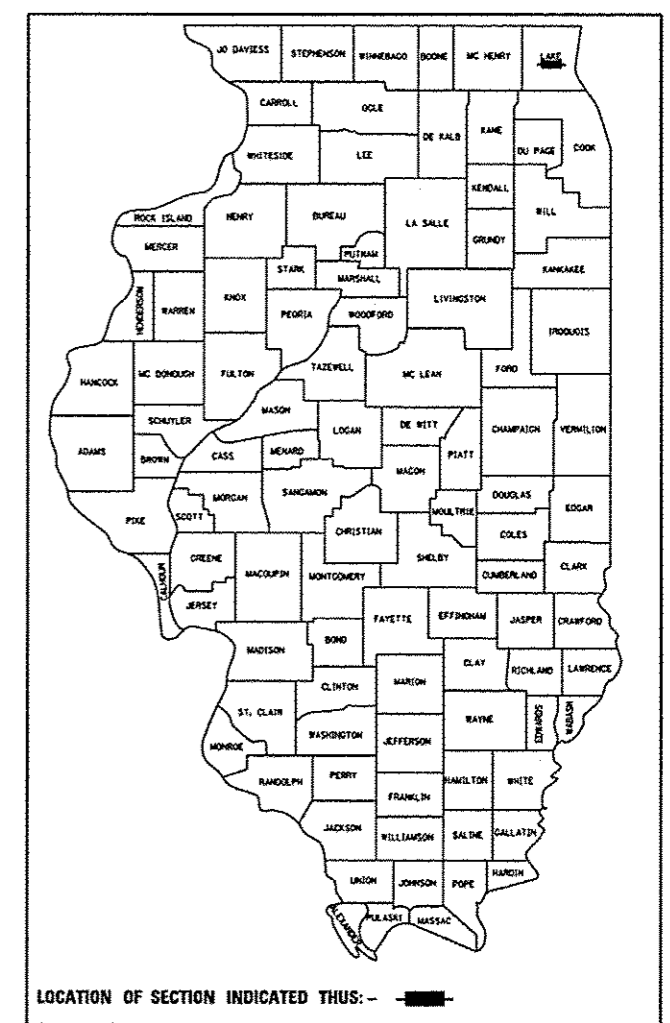 JO DAVIESS STEPHENSON WINNEBAGO BOONE MC HENRY LAKE
CARROLL OGLE
DE KALB KANE DU PAGE COOK
WHITESIDE LEE
KENDALL WILL
ROCK ISLAND HENRY BUREAU LA SALLE GRUNDY
MERCER PUTNAM
STARK MARSHALL KANKAKEE
HENDERSON WARREN KNOX PEORIA WOODFORD LIVINGSTON IROQUOIS
HANCOCK MC DONOUGH FULTON TAZEWELL MC LEAN FORD
SCHUYLER MASON LOGAN DE WITT CHAMPAIGN VERMILION
ADAMS BROWN CASS MENARD MACON PIATT
PIKE SCOTT MORGAN SANGAMON CHRISTIAN MOULTRIE DOUGLAS EDGAR
COLES
CALHOUN GREENE MACOUPIN MONTGOMERY SHELBY CUMBERLAND CLARK
JERSEY
MADISON BOND FAYETTE EFFINGHAM JASPER CRAWFORD
CLAY RICHLAND LAWRENCE
ST. CLAIR CLINTON MARION
WAYNE EDWARDS WABASH
MONROE WASHINGTON JEFFERSON
RANDOLPH PERRY HAMILTON WHITE
FRANKLIN
JACKSON WILLIAMSON SALINE GALLATIN
UNION JOHNSON POPE HARDIN
ALEXANDER PULASKI MASSAC
LOCATION OF SECTION INDICATED THUS: -